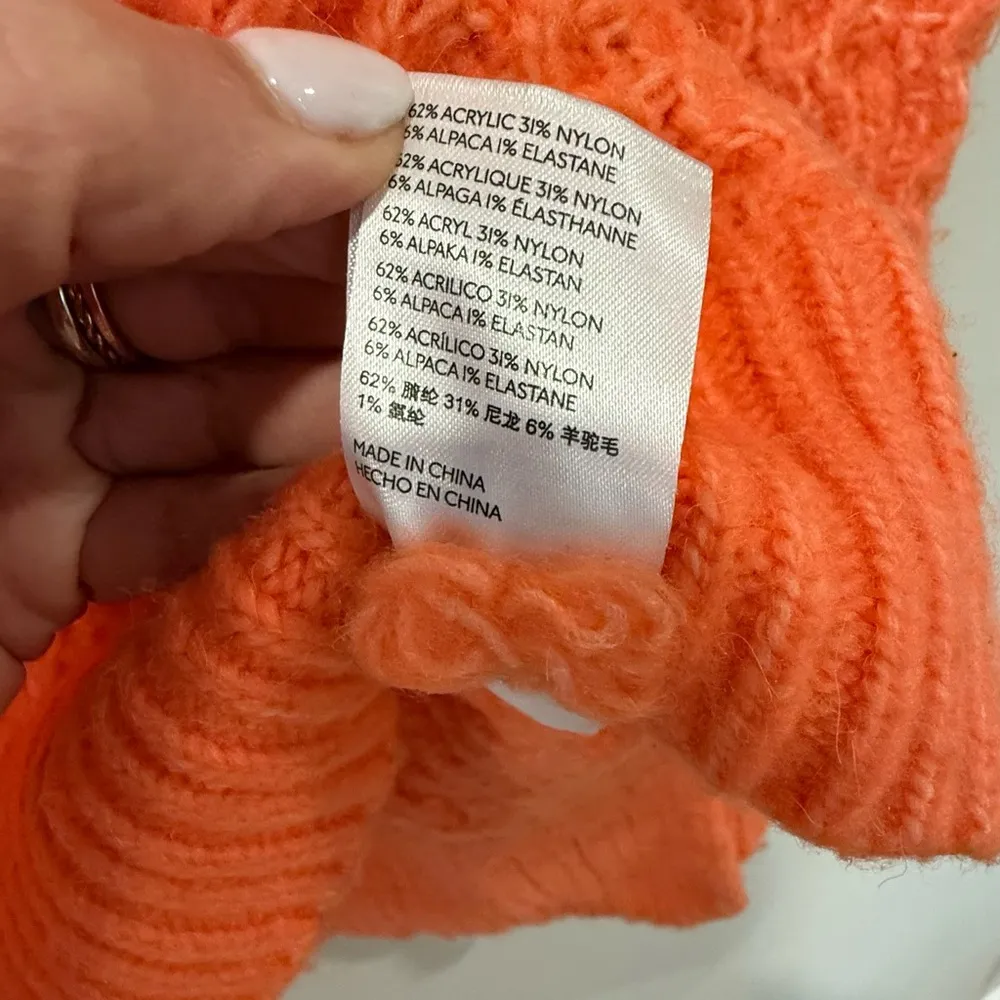 62% ACRYLIC 31% NYLON
6% ALPACA 1% ELASTANE
62% ACRYLIQUE 31% NYLON
6% ALPAGA 1% ÉLASTHANNE
62% ACRYL 31% NYLON
6% ALPAKA 1% ELASTAN
62% ACRILICO 31% NYLON
6% ALPACA 1% ELASTAN
62% ACRÍLICO 31% NYLON
6% ALPACA 1% ELASTANE
62% 腈纶 31% 尼龙 6% 羊驼毛
1% 氨纶
MADE IN CHINA
HECHO EN CHINA